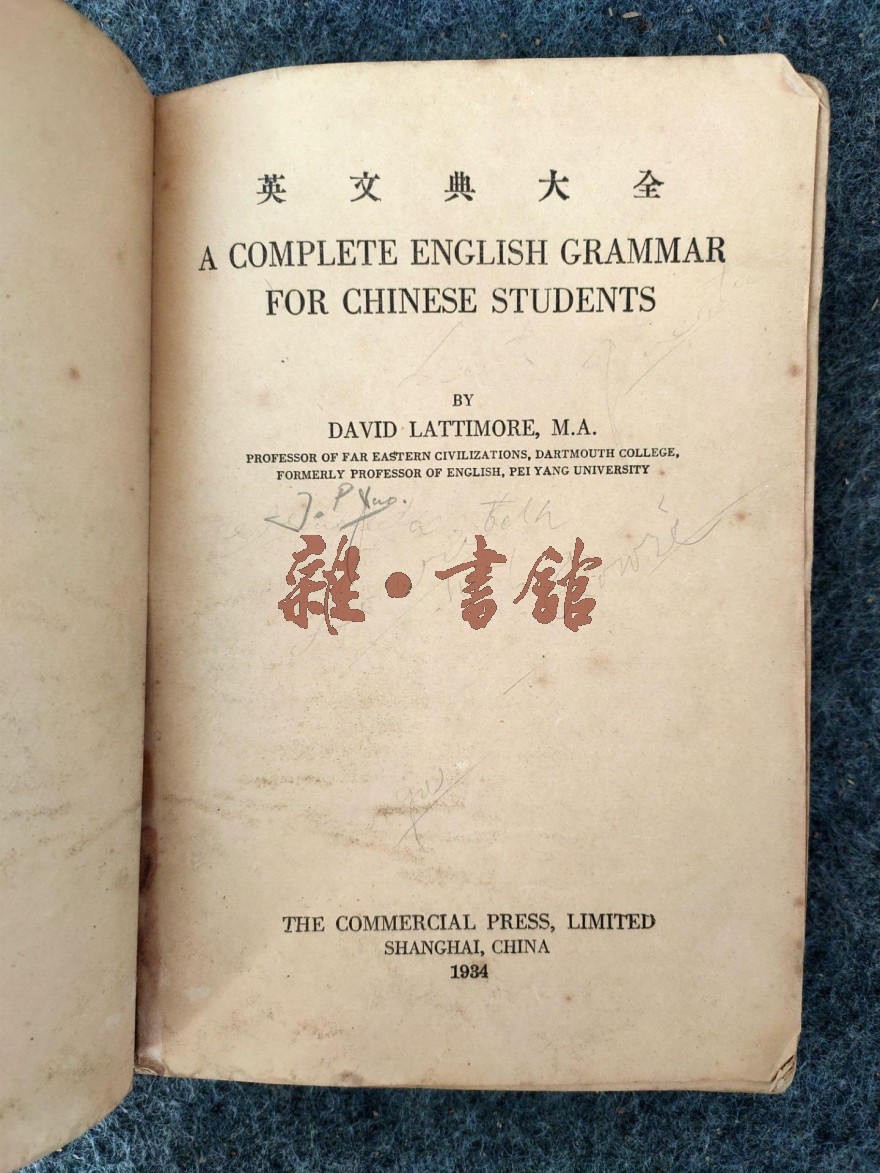 英文典大全
A COMPLETE ENGLISH GRAMMAR
FOR CHINESE STUDENTS
BY
DAVID LATTIMORE, M.A.
PROFESSOR OF FAR EASTERN CIVILIZATIONS, DARTMOUTH COLLEGE,
FORMERLY PROFESSOR OF ENGLISH, PEI YANG UNIVERSITY
雜•書館
THE COMMERCIAL PRESS, LIMITED
SHANGHAI, CHINA
1934